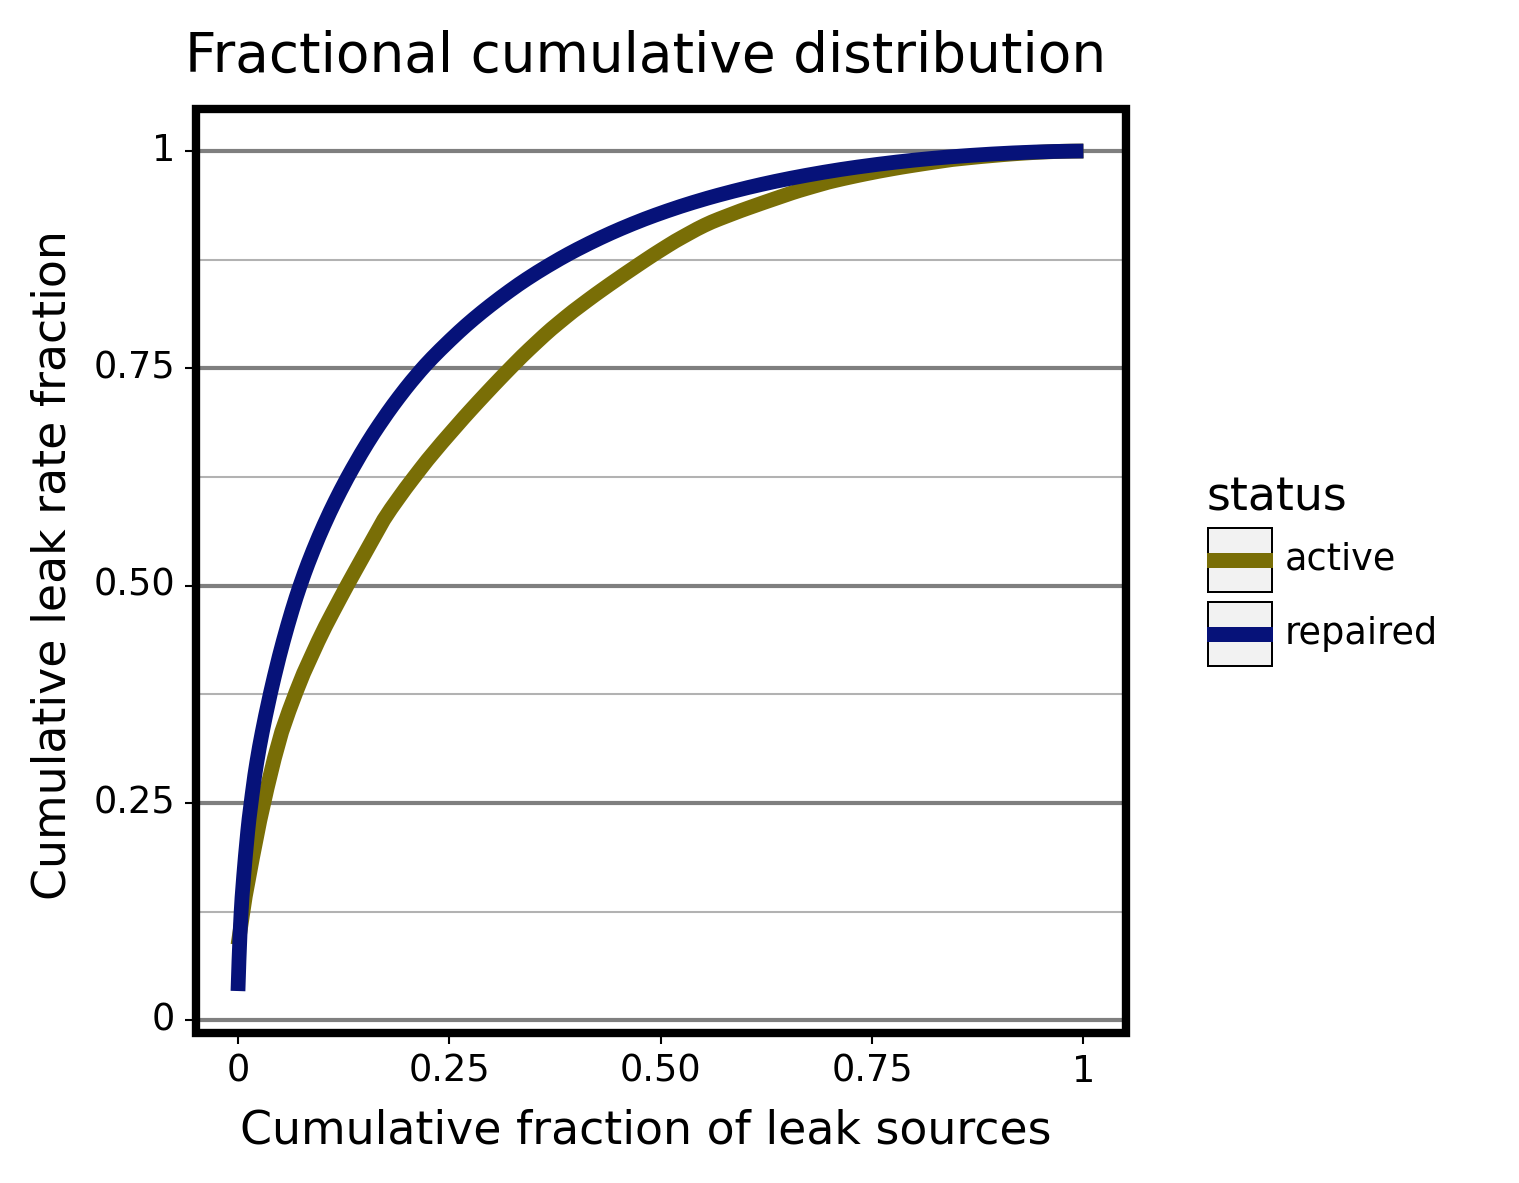 Fractional cumulative distribution
Cumulative leak rate fraction
1
0.75
0.50
0.25
0
0 0.25 0.50 0.75 1
Cumulative fraction of leak sources
status
active
repaired